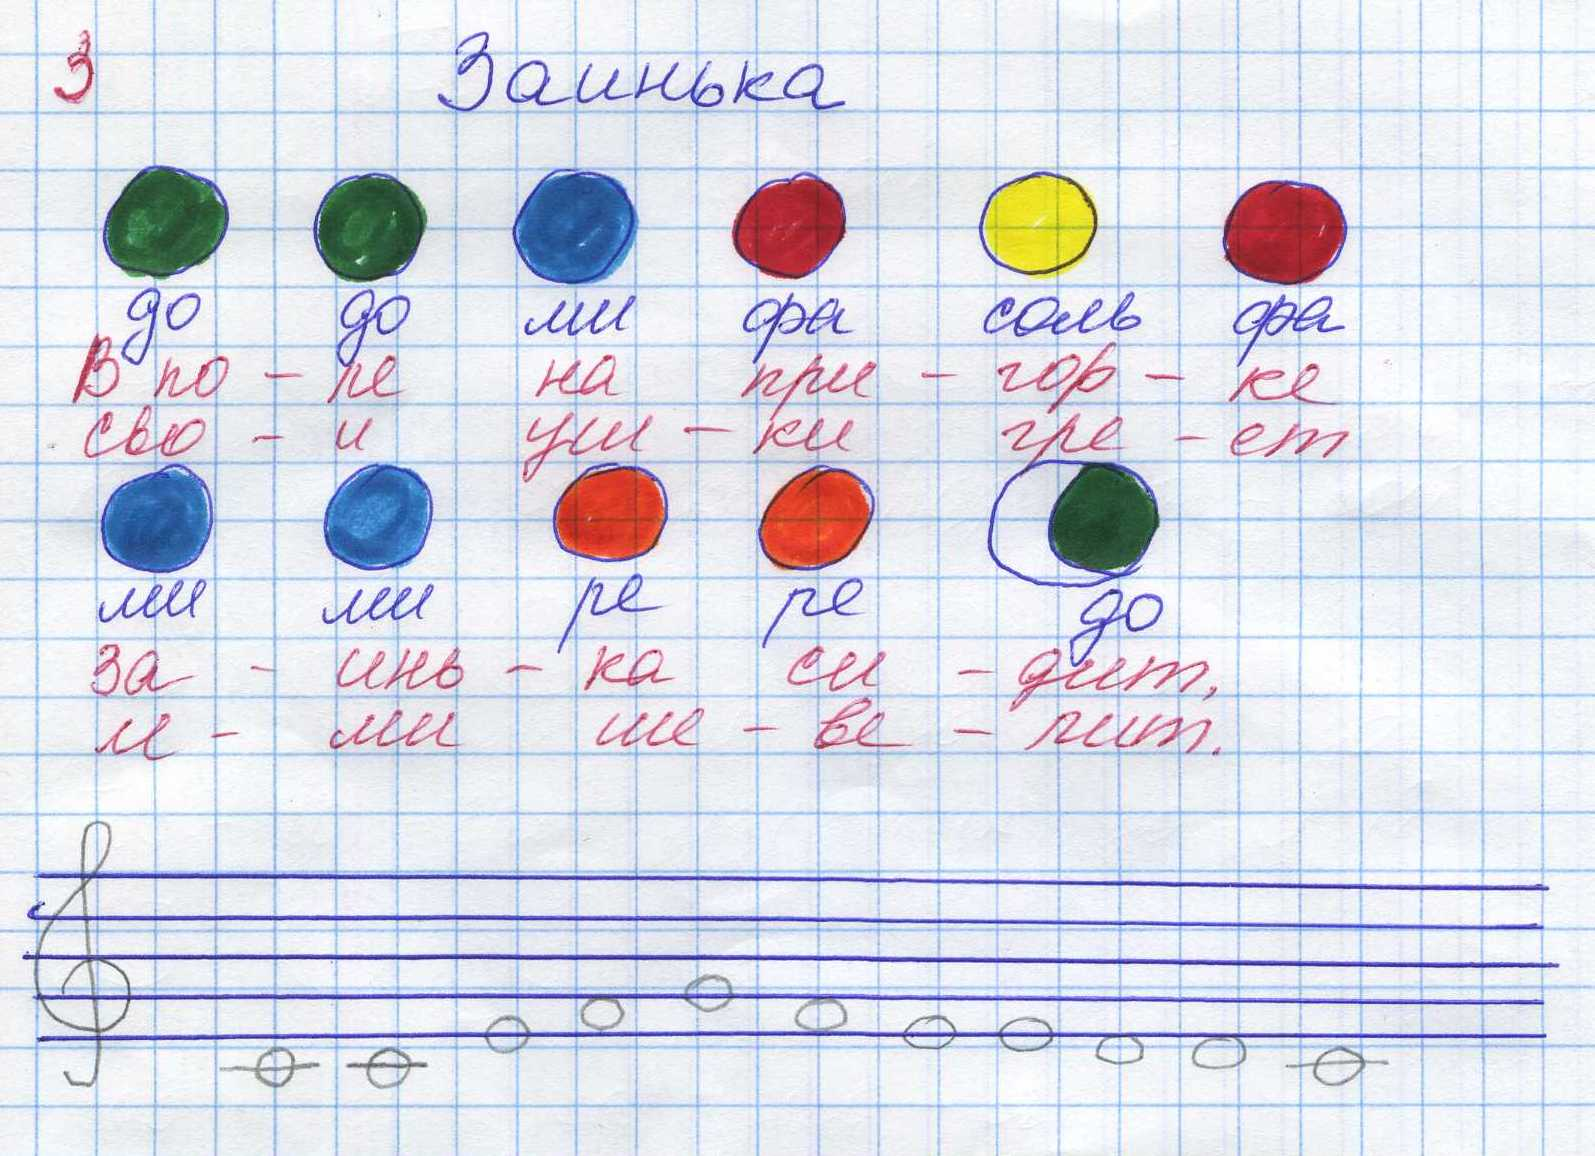 3 Заинька
до до ми фа соль фа
В по - ле на при - гор - ке
сво - и уш - ки гре - ет
ми ми ре ре до
За - инь - ка си - дит,
и - ми ше - ве - лит.